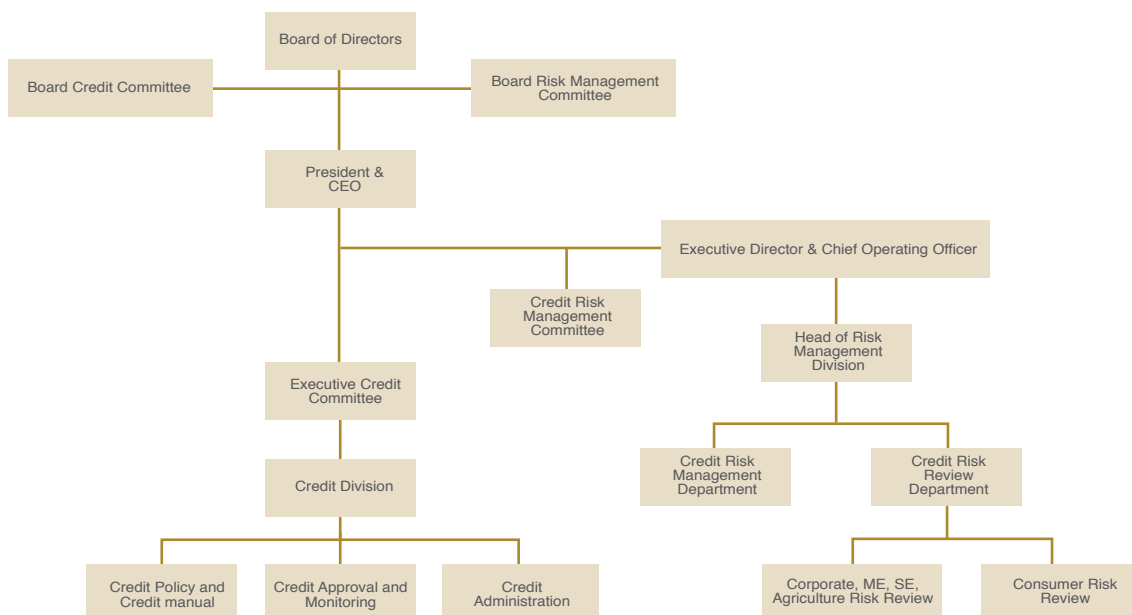 Board of Directors
Board Credit Committee
Board Risk Management
Committee
President &
CEO
Executive Director & Chief Operating Officer
Credit Risk
Management
Committee
Head of Risk
Management
Division
Executive Credit
Committee
Credit Risk
Management
Department
Credit Risk
Review
Department
Credit Division
Credit Policy and
Credit manual
Credit Approval and
Monitoring
Credit
Administration
Corporate, ME, SE,
Agriculture Risk Review
Consumer Risk
Review